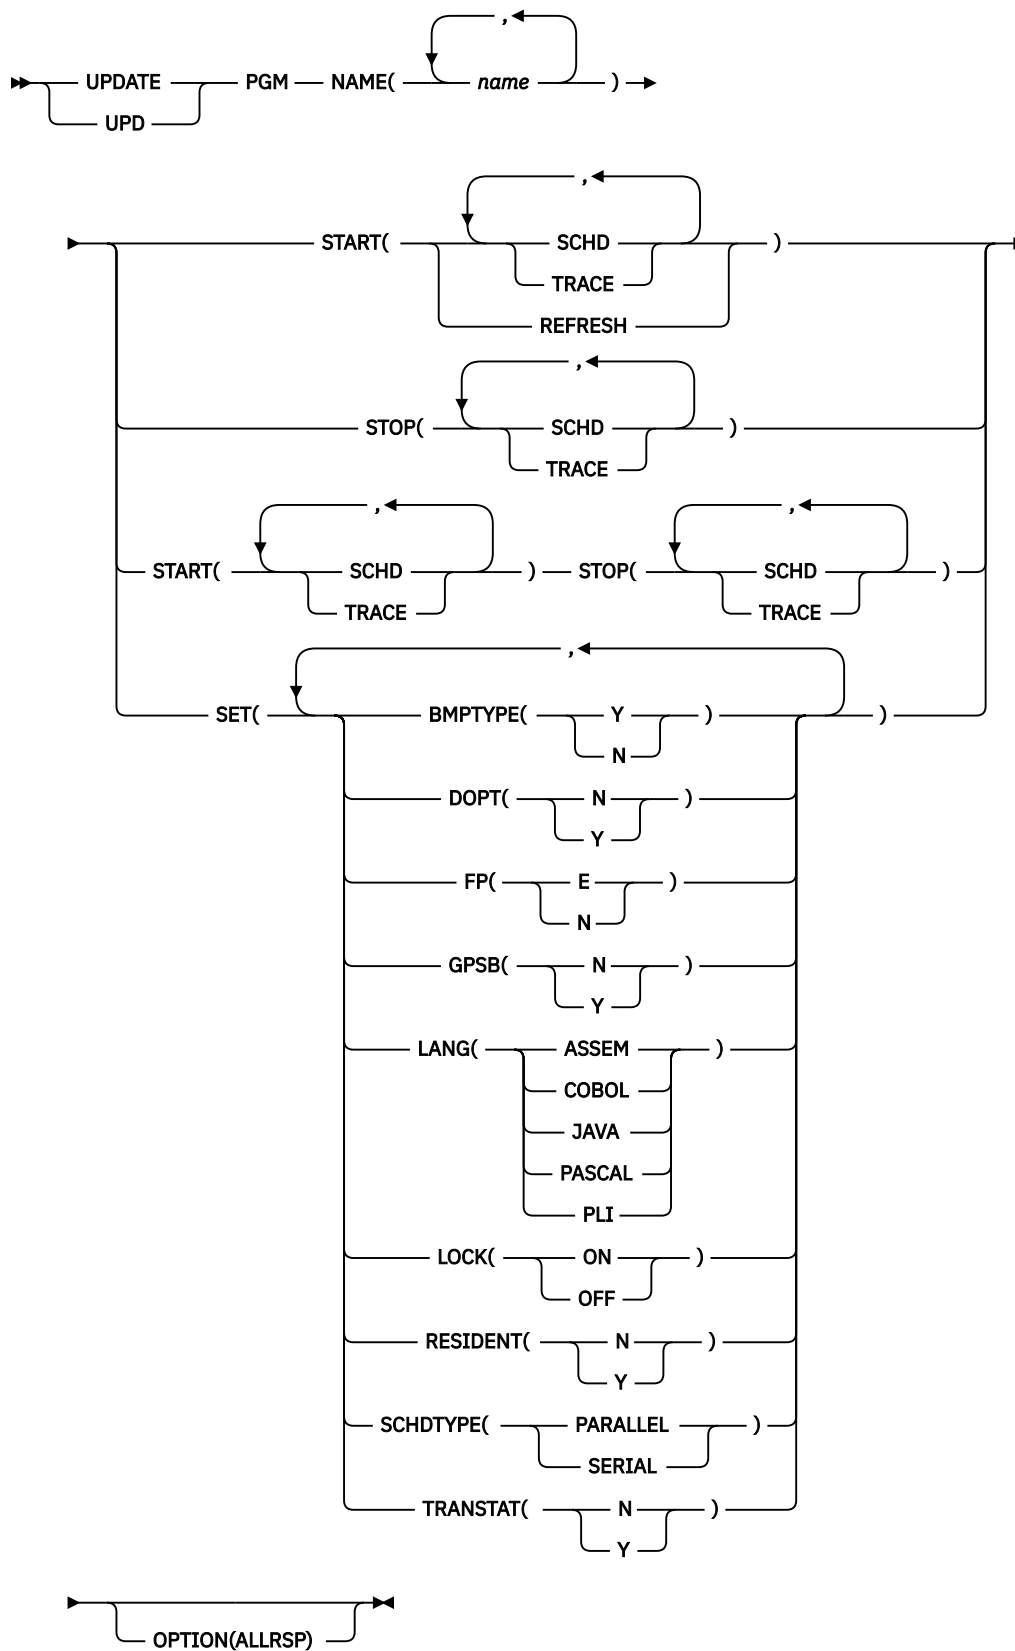 ,
UPDATE PGM NAME( name )
UPD
,
START( SCHD )
TRACE
REFRESH
,
STOP( SCHD )
TRACE
, ,
START( SCHD ) STOP( SCHD )
TRACE TRACE
,
SET( BMPTYPE( Y ) )
N
DOPT( N )
Y
FP( E )
N
GPSB( N )
Y
LANG( ASSEM )
COBOL
JAVA
PASCAL
PLI
LOCK( ON )
OFF
RESIDENT( N )
Y
SCHDTYPE( PARALLEL )
SERIAL
TRANSTAT( N )
Y
OPTION(ALLRSP)